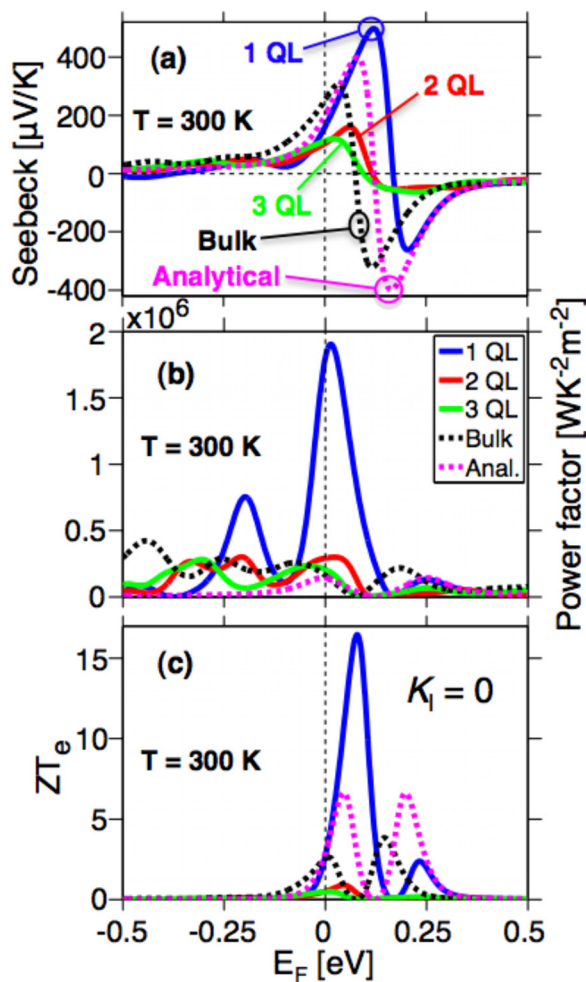 1 QL
(a)
400
2 QL
200
T = 300 K
0
3 QL
Bulk
-200
Analytical
-400
Seebeck [µV/K]
x10⁶
2
1 QL
2 QL
3 QL
Bulk
Anal.
(b)
1.5
T = 300 K
1
0.5
0
Power factor [WK⁻²m⁻²]
(c)
15
K_l = 0
T = 300 K
10
5
0
ZT_e
-0.5 -0.25 0 0.25 0.5
E_F [eV]